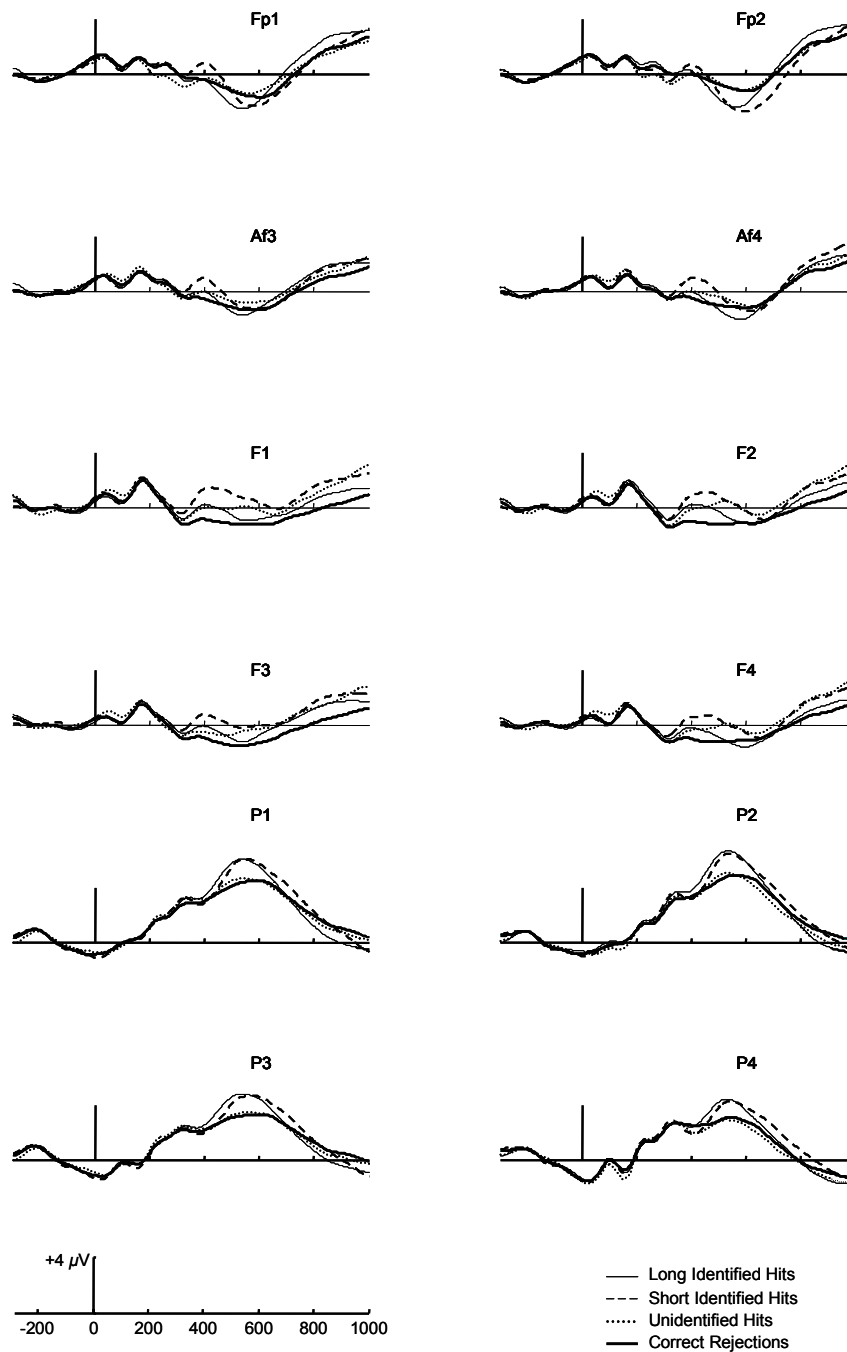 Fp1
Fp2
Af3
Af4
F1
F2
F3
F4
P1
P2
P3
P4
+4 µV
-200 0 200 400 600 800 1000
Long Identified Hits
Short Identified Hits
Unidentified Hits
Correct Rejections